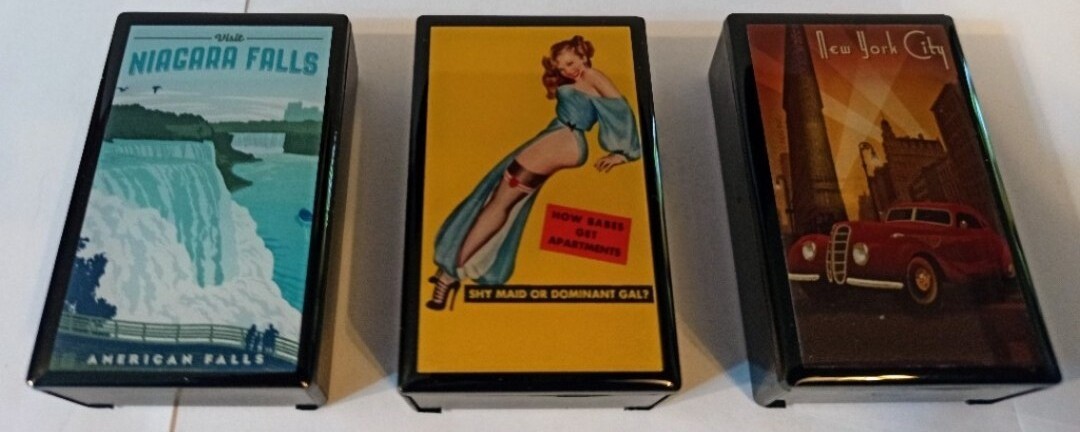 Visit
NIAGARA FALLS
AMERICAN FALLS
HOW BABES
GET
APARTMENTS
SHY MAID OR DOMINANT GAL?
New York City